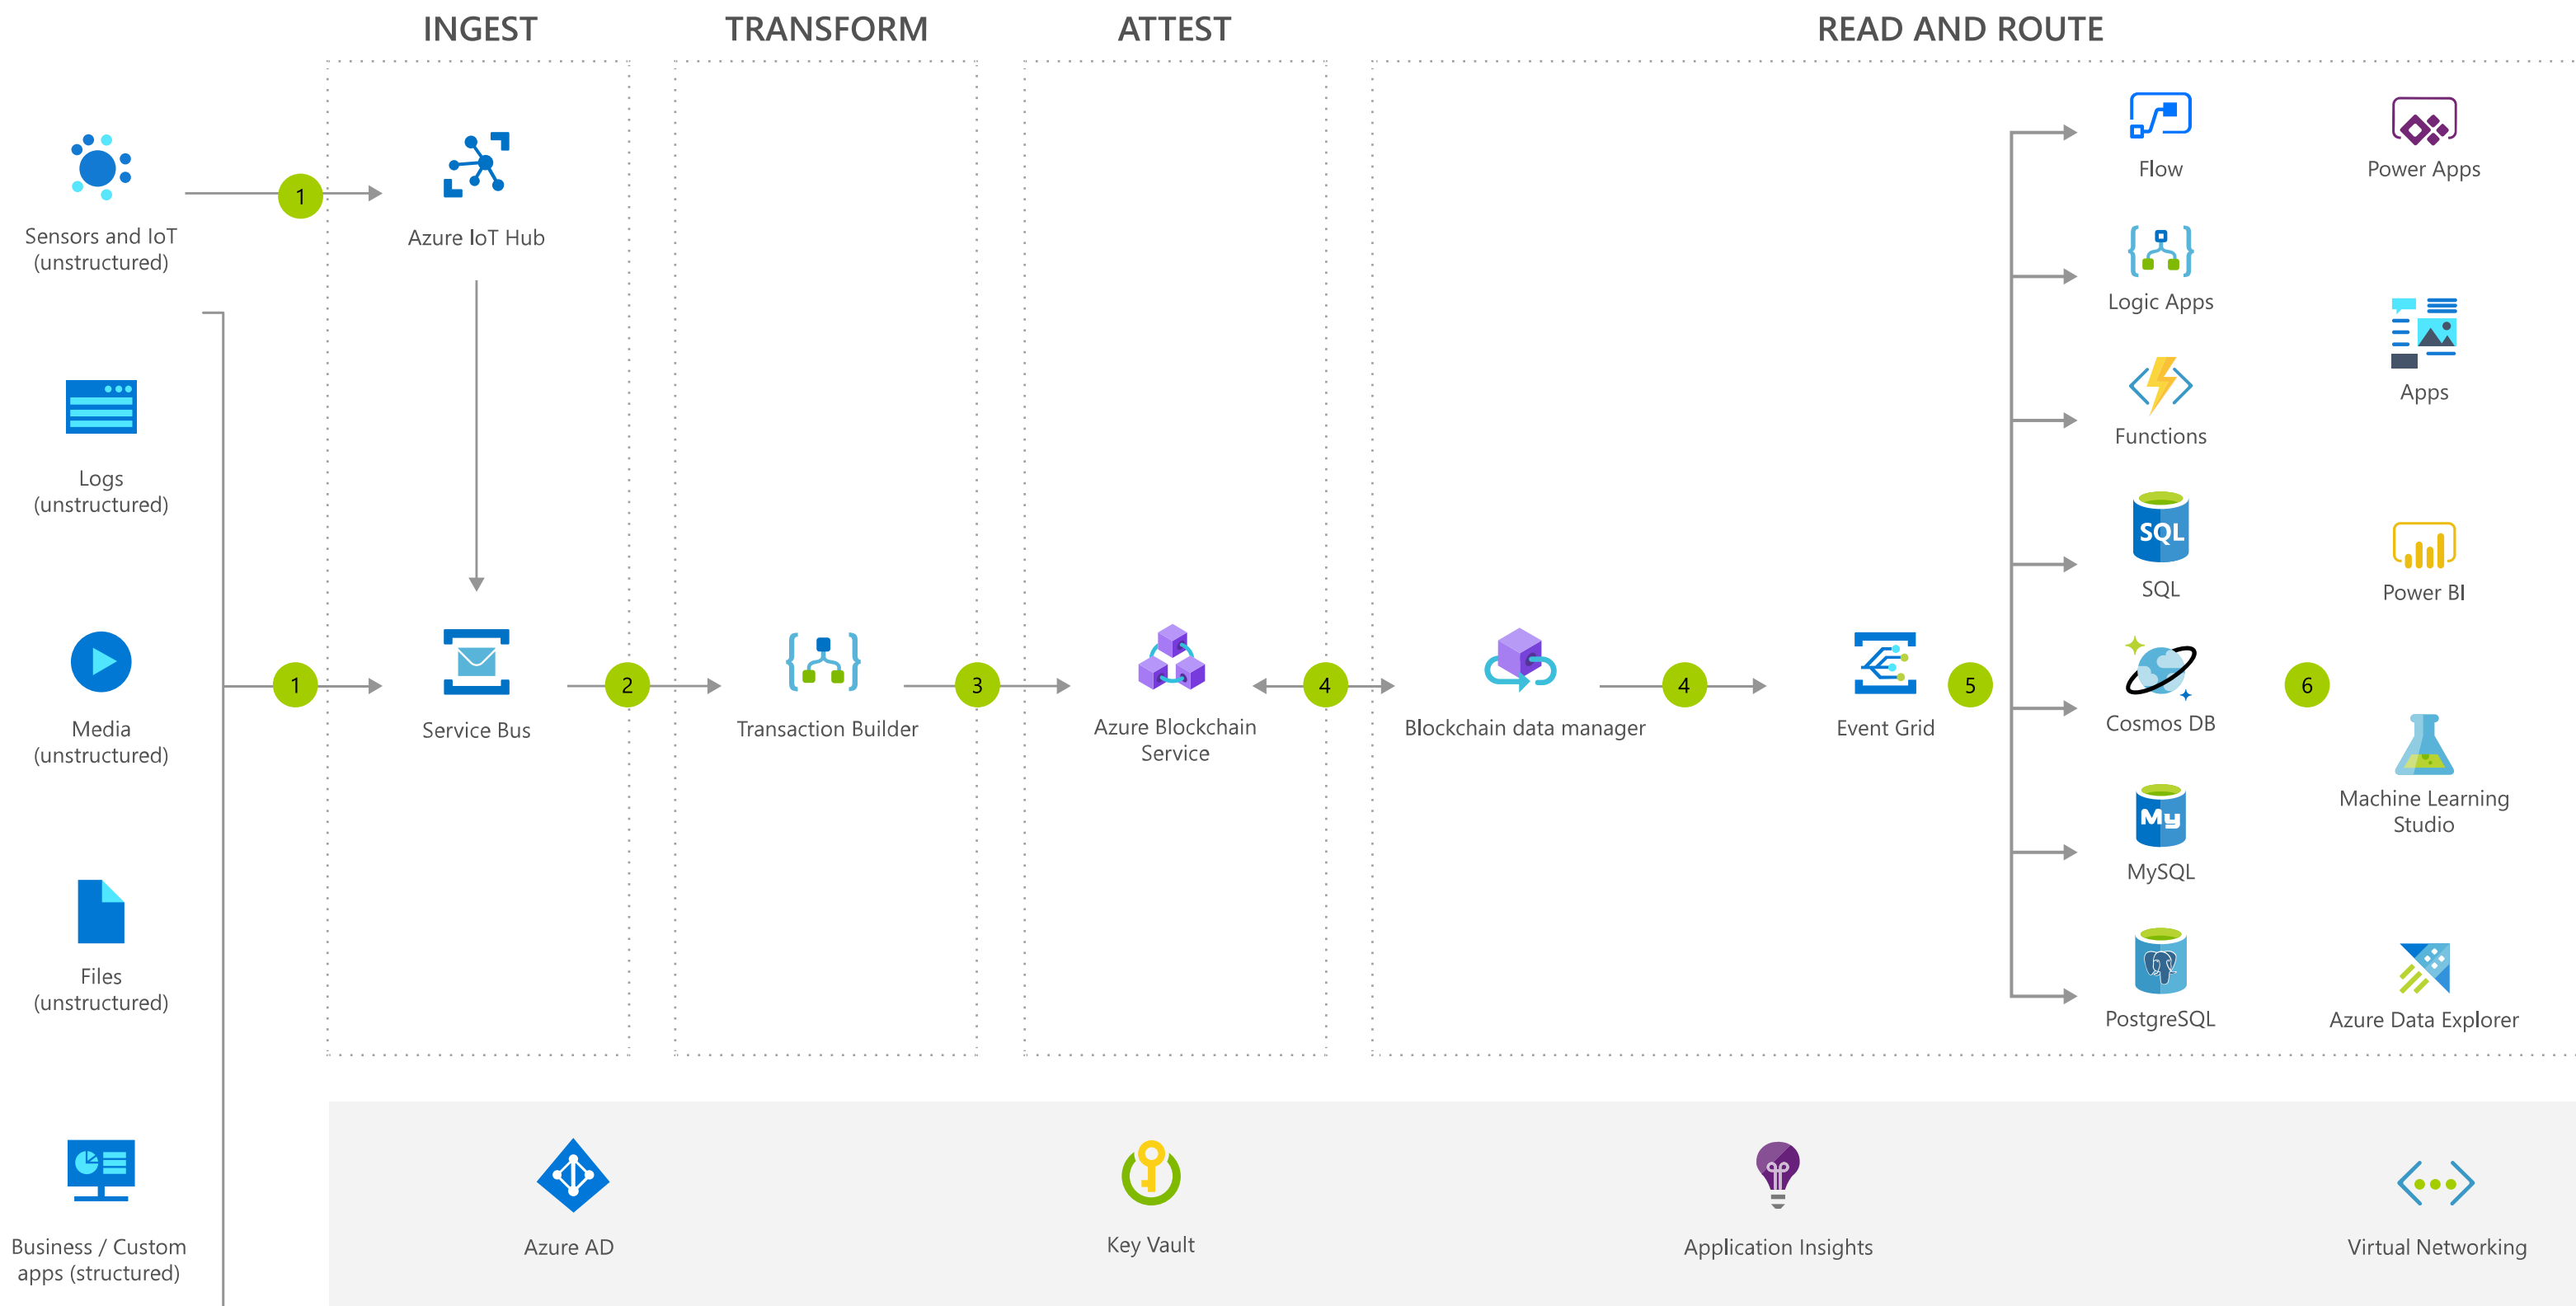 INGEST
TRANSFORM
ATTEST
READ AND ROUTE
Sensors and IoT
(unstructured)
Logs
(unstructured)
Media
(unstructured)
Files
(unstructured)
Business / Custom
apps (structured)
1
1
Azure IoT Hub
Service Bus
2
Transaction Builder
3
Azure Blockchain
Service
4
Blockchain data manager
4
Event Grid
5
Flow
Logic Apps
Functions
SQL
SQL
Cosmos DB
My
MySQL
PostgreSQL
6
Power Apps
Apps
Power BI
Machine Learning
Studio
Azure Data Explorer
Azure AD
Key Vault
Application Insights
Virtual Networking